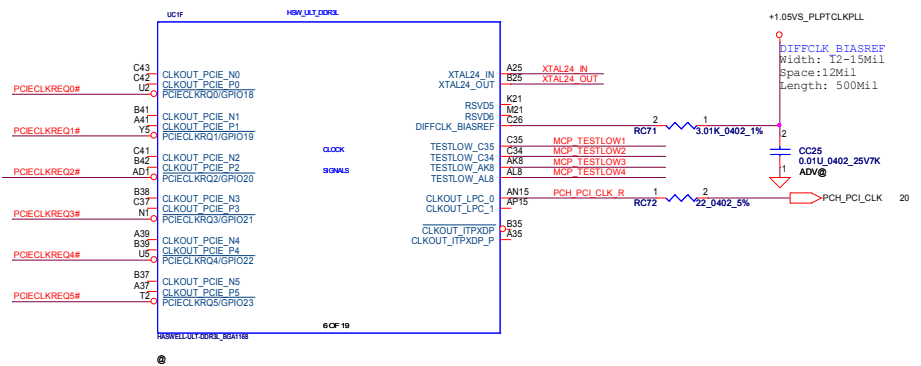 UC1F
HSW_ULT_DDR3L
+1.05VS_PLPTCLKPLL
DIFFCLK_BIASREF
Width: 12-15Mil
Space:12Mil
Length: 500Mil
C43 CLKOUT_PCIE_N0
C42 CLKOUT_PCIE_P0
PCIECLKREQ0# U2 PCIECLKRQ0/GPIO18
B41 CLKOUT_PCIE_N1
A41 CLKOUT_PCIE_P1
PCIECLKREQ1# Y5 PCIECLKRQ1/GPIO19
C41 CLKOUT_PCIE_N2
B42 CLKOUT_PCIE_P2
PCIECLKREQ2# AD1 PCIECLKRQ2/GPIO20
B38 CLKOUT_PCIE_N3
C37 CLKOUT_PCIE_P3
PCIECLKREQ3# N1 PCIECLKRQ3/GPIO21
A39 CLKOUT_PCIE_N4
B39 CLKOUT_PCIE_P4
PCIECLKREQ4# U5 PCIECLKRQ4/GPIO22
B37 CLKOUT_PCIE_N5
A37 CLKOUT_PCIE_P5
PCIECLKREQ5# T2 PCIECLKRQ5/GPIO23
CLOCK
SIGNALS
XTAL24_IN A25 XTAL24_IN
XTAL24_OUT B25 XTAL24_OUT
RSVD5 K21
RSVD6 M21
DIFFCLK_BIASREF C26 2 1
RC71 3.01K_0402_1%
TESTLOW_C35 C35 MCP_TESTLOW1
TESTLOW_C34 C34 MCP_TESTLOW2
TESTLOW_AK8 AK8 MCP_TESTLOW3
TESTLOW_AL8 AL8 MCP_TESTLOW4
2
CC25
0.01U_0402_25V7K
1
ADV@
CLKOUT_LPC_0 AN15 PCH_PCI_CLK_R 1 2 PCH_PCI_CLK 20
CLKOUT_LPC_1 AP15
RC72 22_0402_5%
CLKOUT_ITPXDP B35
CLKOUT_ITPXDP_P A35
6 OF 19
HASWELL-ULT-DDR3L_BGA1168
@